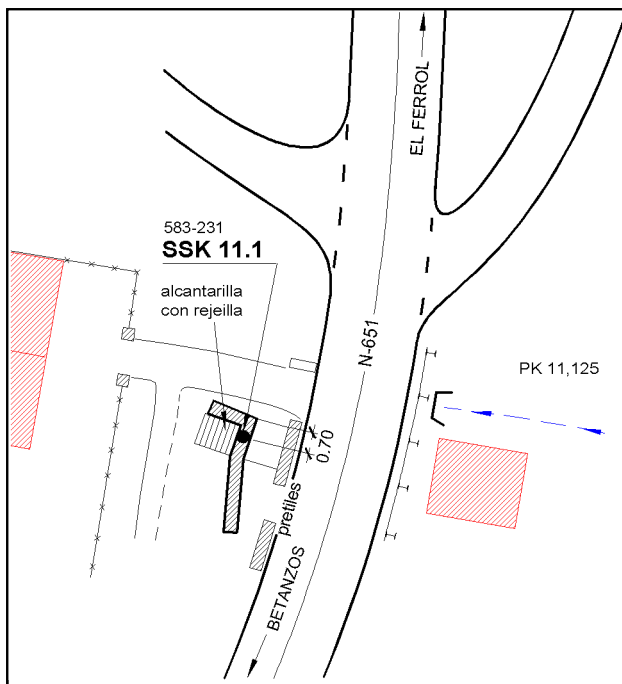 EL FERROL
583-231
SSK 11.1
alcantarilla
con rejeilla
N-651
PK 11,125
0.70
pretiles
BETANZOS